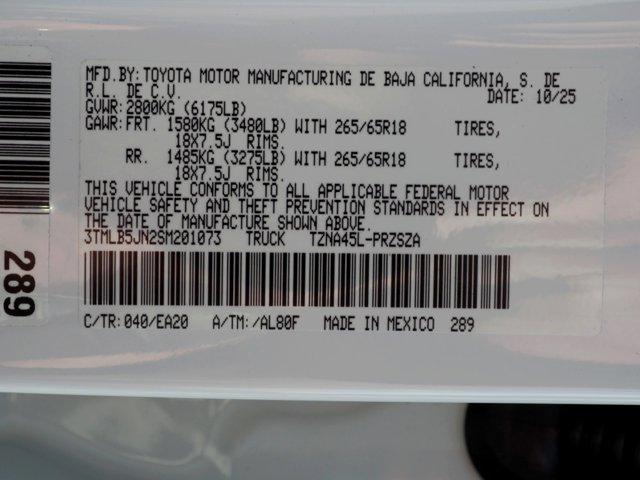 MFD.BY: TOYOTA MOTOR MANUFACTURING DE BAJA CALIFORNIA, S. DE
R.L. DE C.V. DATE: 10/25
GVWR: 2800KG (6175LB)
GAWR: FRT. 1580KG (3480LB) WITH 265/65R18 TIRES,
18X7.5J RIMS.
RR. 1485KG (3275LB) WITH 265/65R18 TIRES,
18X7.5J RIMS.
THIS VEHICLE CONFORMS TO ALL APPLICABLE FEDERAL MOTOR
VEHICLE SAFETY AND THEFT PREVENTION STANDARDS IN EFFECT ON
THE DATE OF MANUFACTURE SHOWN ABOVE.
3TMLB5JN2SM201073 TRUCK TZNA45L-PRZSZA
C/TR: 040/EA20 A/TM: /AL80F MADE IN MEXICO 289
289